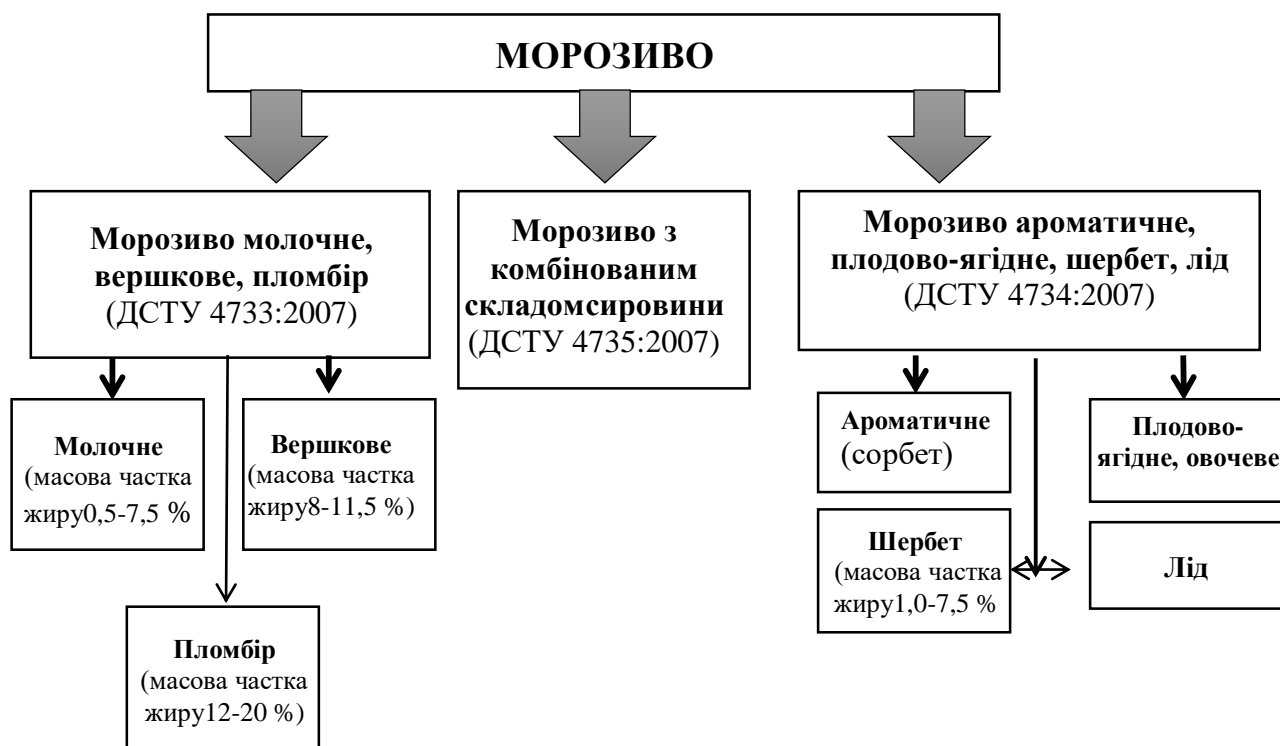 МОРОЗИВО
Морозиво молочне,
вершкове, пломбір
(ДСТУ 4733:2007)
Морозиво з
комбінованим
складомсировини
(ДСТУ 4735:2007)
Морозиво ароматичне,
плодово-ягідне, шербет, лід
(ДСТУ 4734:2007)
Молочне
(масова частка
жиру0,5-7,5 %
Вершкове
(масова частка
жиру8-11,5 %)
Пломбір
(масова частка
жиру12-20 %)
Ароматичне
(сорбет)
Плодово-
ягідне, овочеве
Шербет
(масова частка
жиру1,0-7,5 %
Лід